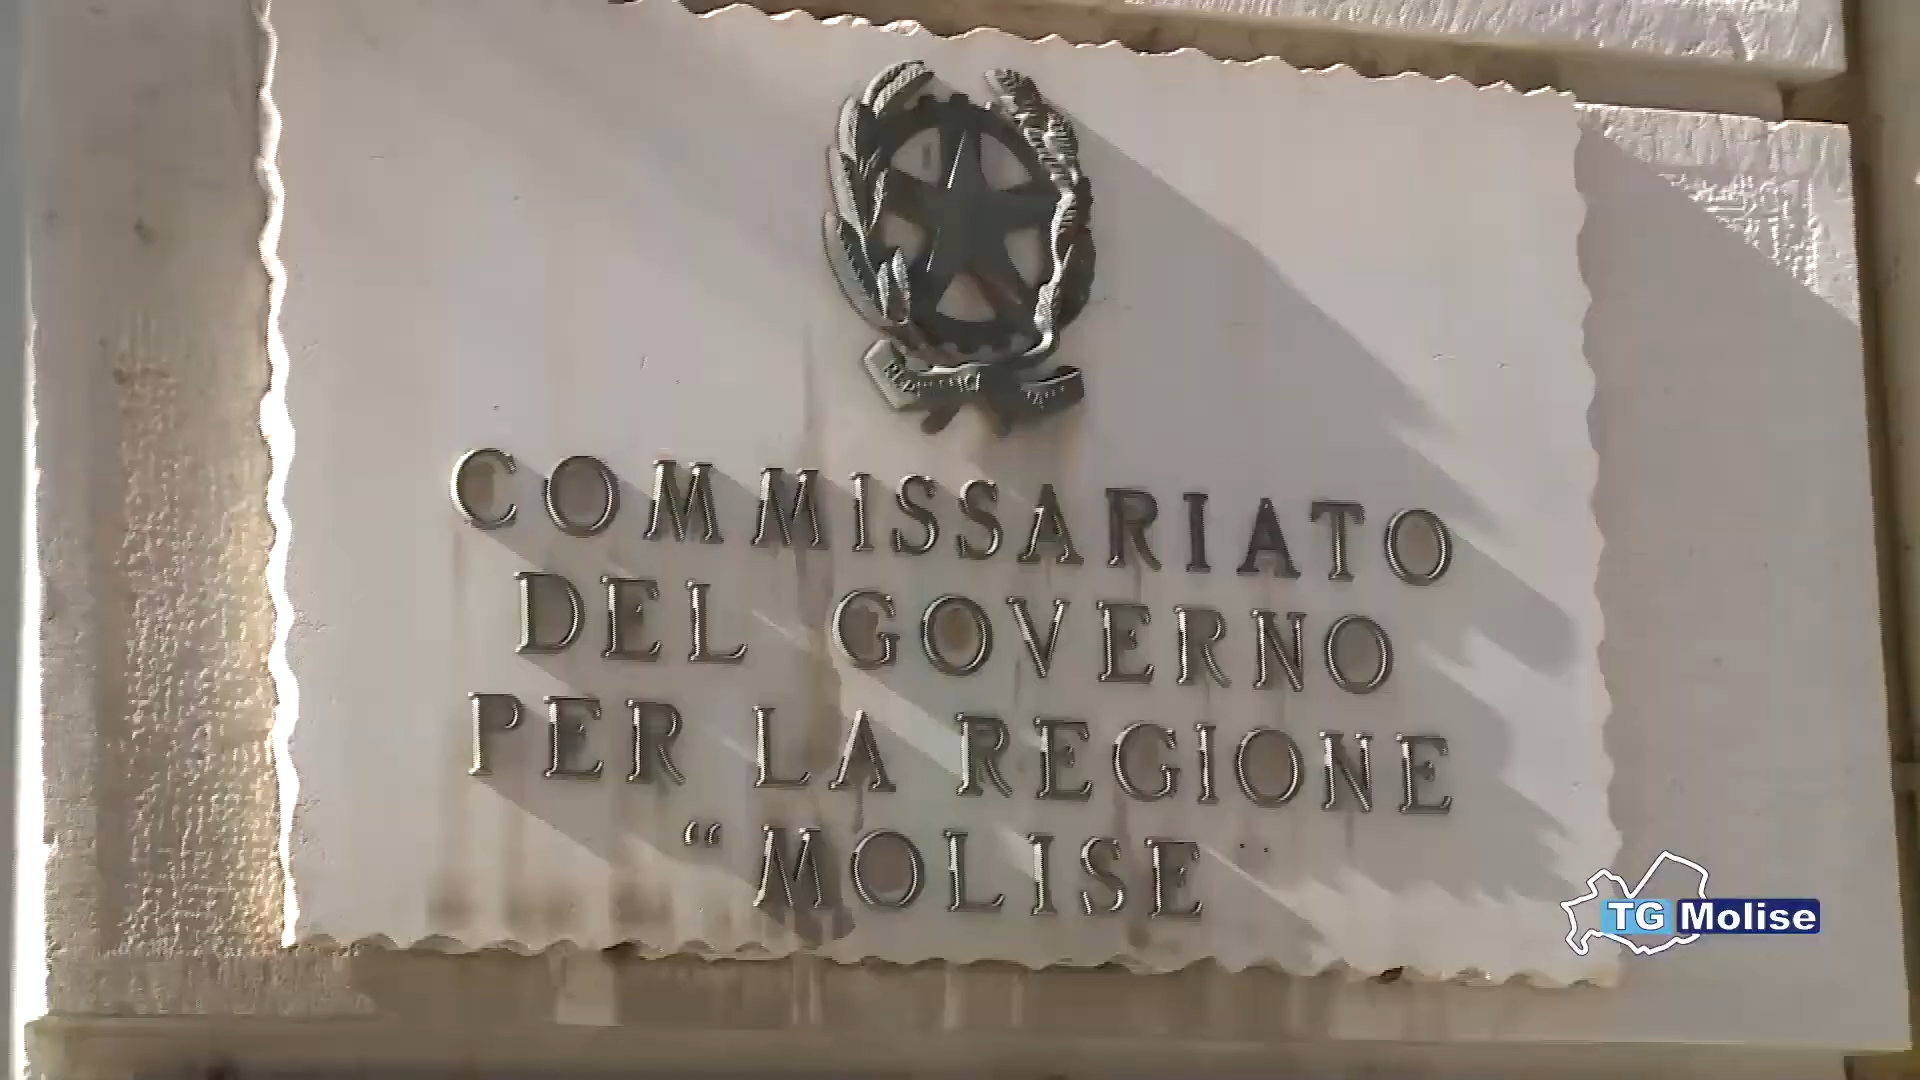 COMMISSARIATO
DEL GOVERNO
PER LA REGIONE
“MOLISE
TG Molise